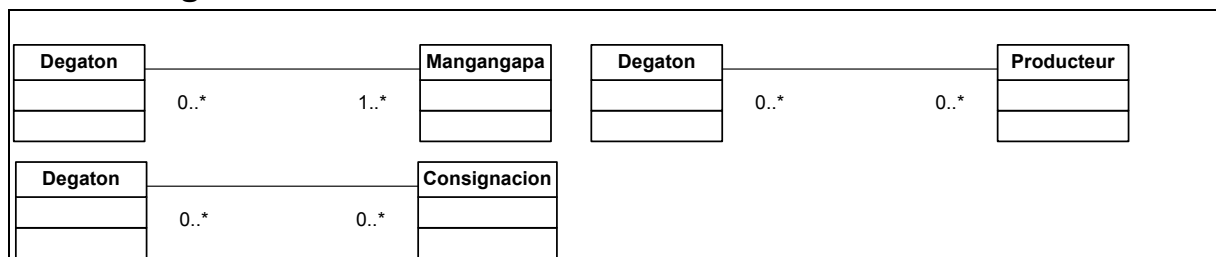 Degaton
0..*
1..*
Mangangapa
Degaton
0..*
0..*
Producteur
Degaton
0..*
0..*
Consignacion